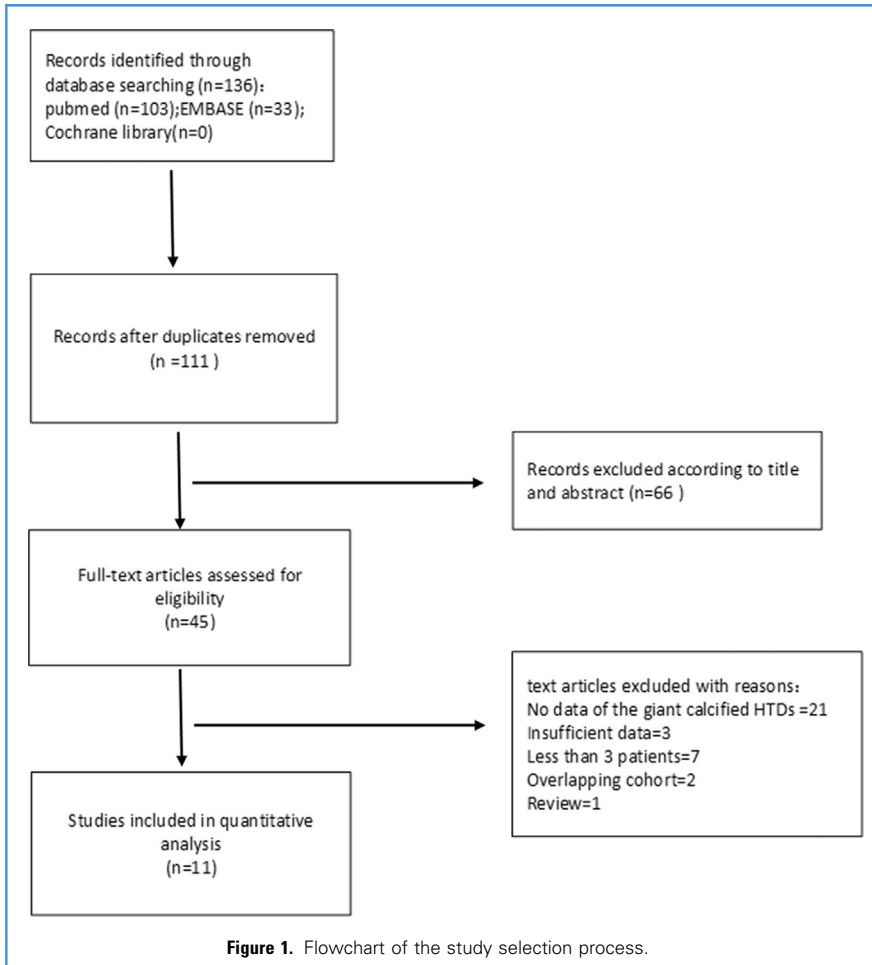 Records identified through
database searching (n=136):
pubmed (n=103);EMBASE (n=33);
Cochrane library(n=0)
Records after duplicates removed
(n =111 )
Records excluded according to title
and abstract (n=66 )
Full-text articles assessed for
eligibility
(n=45)
text articles exduded with reasons:
No data of the giant calcified HTDs =21
Insufficient data=3
Less than 3 patients=7
Overlapping cohort=2
Review=1
Studies included in quantitative
analysis
(n=11)
Figure 1. Flowchart of the study selection process.